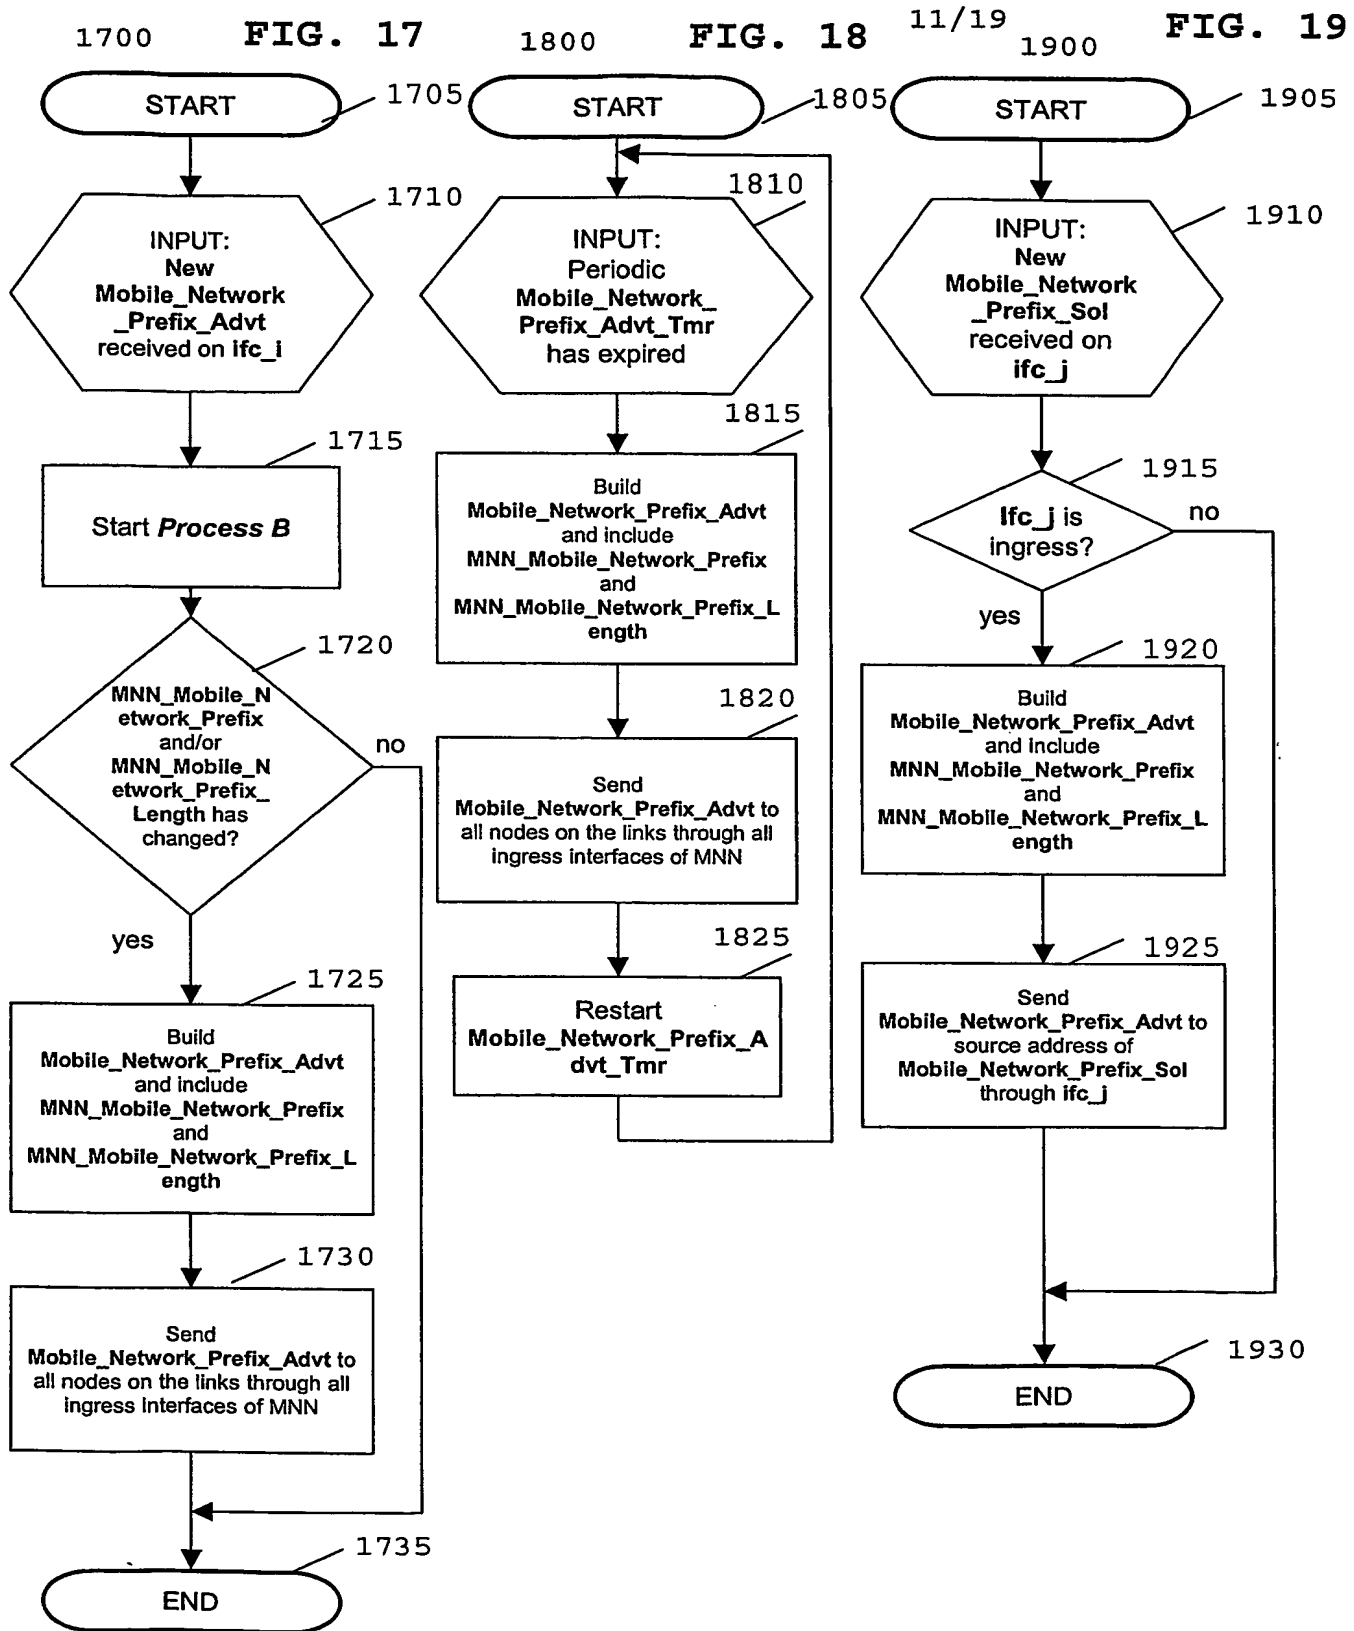 1700 FIG. 17
START
1705
INPUT:
New
Mobile_Network
_Prefix_Advt
received on ifc_i
1710
1715
Start Process B
1720
MNN_Mobile_N
etwork_Prefix
and/or
MNN_Mobile_N
etwork_Prefix_
Length has
changed?
no
yes
1725
Build
Mobile_Network_Prefix_Advt
and include
MNN_Mobile_Network_Prefix
and
MNN_Mobile_Network_Prefix_L
ength
1730
Send
Mobile_Network_Prefix_Advt to
all nodes on the links through all
ingress interfaces of MNN
1735
END
1800 FIG. 18
START
1805
1810
INPUT:
Periodic
Mobile_Network_
Prefix_Advt_Tmr
has expired
1815
Build
Mobile_Network_Prefix_Advt
and include
MNN_Mobile_Network_Prefix
and
MNN_Mobile_Network_Prefix_L
ength
1820
Send
Mobile_Network_Prefix_Advt to
all nodes on the links through all
ingress interfaces of MNN
1825
Restart
Mobile_Network_Prefix_A
dvt_Tmr
11/19
1900 FIG. 19
START
1905
1910
INPUT:
New
Mobile_Network
_Prefix_Sol
received on
ifc_j
1915
Ifc_j is
ingress?
no
yes
1920
Build
Mobile_Network_Prefix_Advt
and include
MNN_Mobile_Network_Prefix
and
MNN_Mobile_Network_Prefix_L
ength
1925
Send
Mobile_Network_Prefix_Advt to
source address of
Mobile_Network_Prefix_Sol
through ifc_j
1930
END